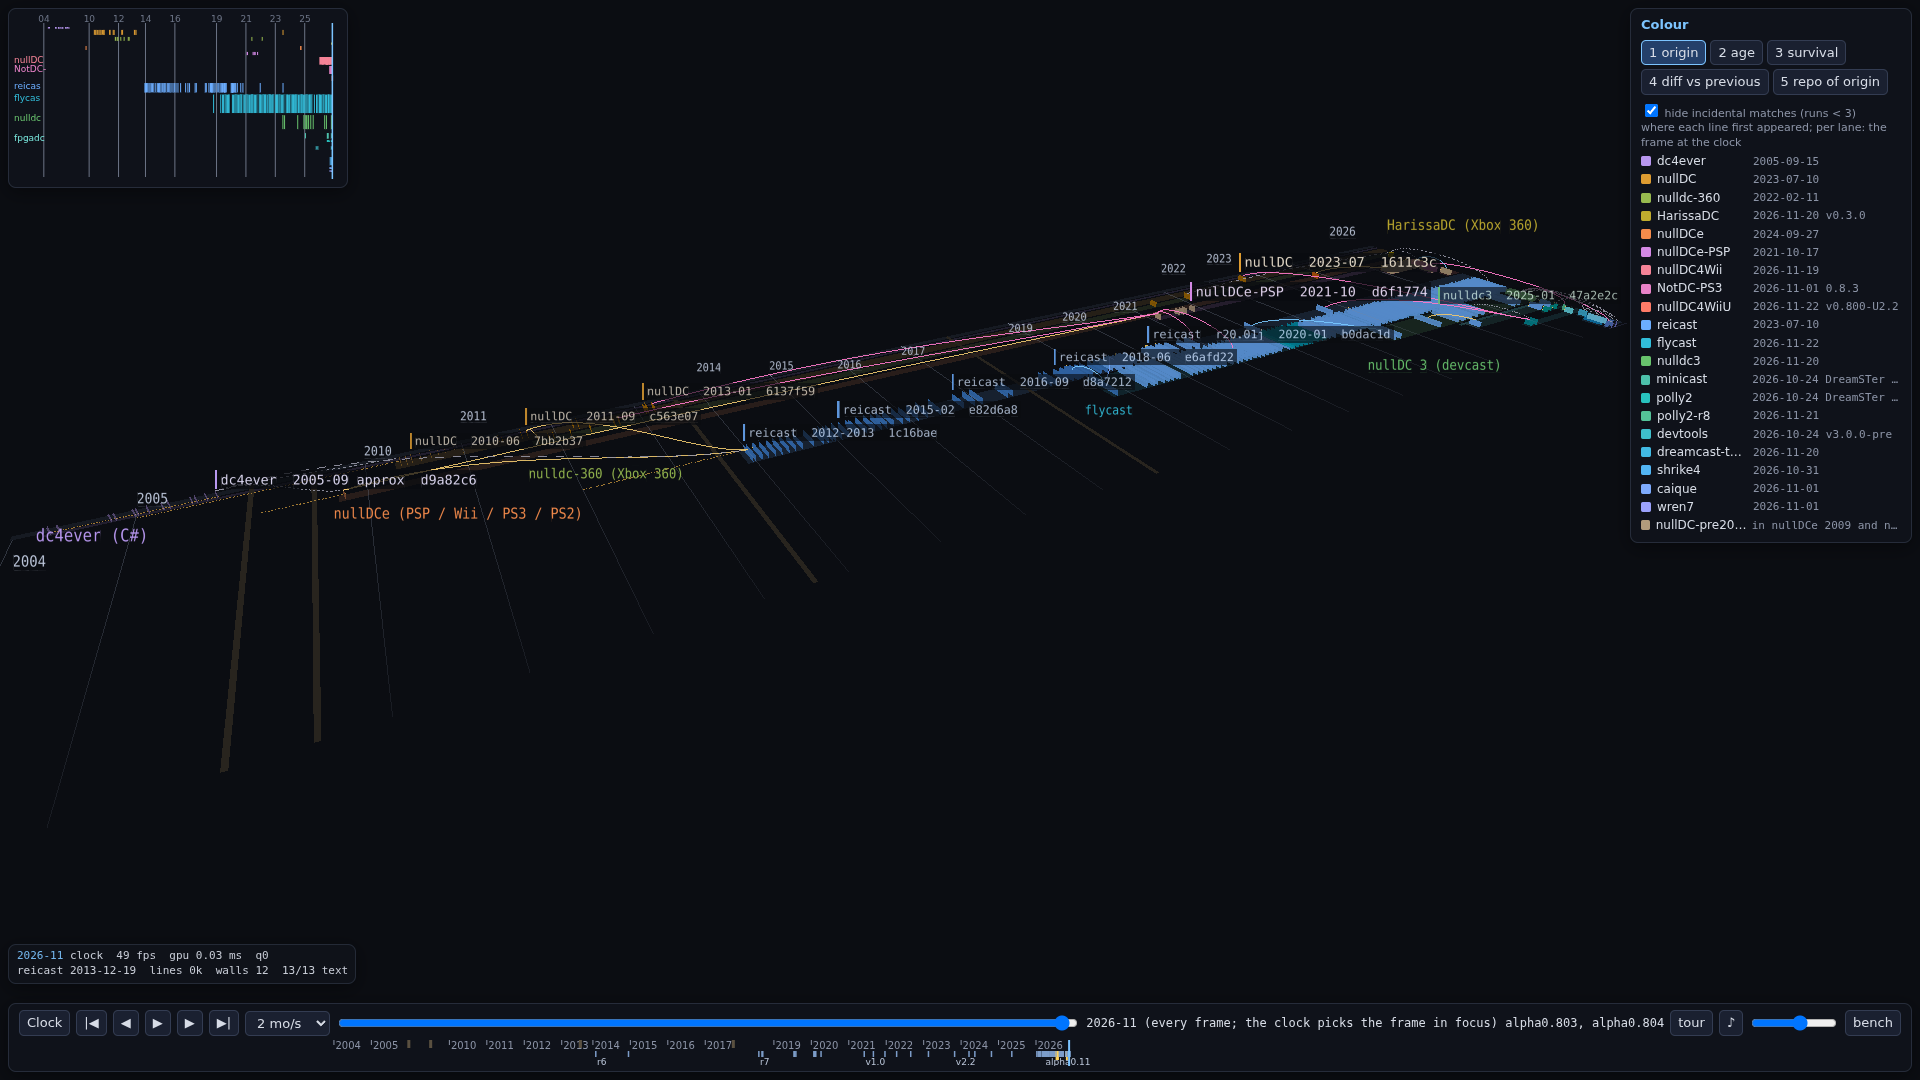 04 10 12 14 16 19 21 23 25
nullDC
NotDC-
reicas
flycas
nulldc
fpgadc
Colour
1 origin
2 age
3 survival
4 diff vs previous
5 repo of origin
hide incidental matches (runs < 3)
where each line first appeared; per lane: the
frame at the clock
dc4ever 2005-09-15
nullDC 2023-07-10
nulldc-360 2022-02-11
HarissaDC 2026-11-20 v0.3.0
nullDCe 2024-09-27
nullDCe-PSP 2021-10-17
nullDC4Wii 2026-11-19
NotDC-PS3 2026-11-01 0.8.3
nullDC4WiiU 2026-11-22 v0.800-U2.2
reicast 2023-07-10
flycast 2026-11-22
nulldc3 2026-11-20
minicast 2026-10-24 DreamSTer …
polly2 2026-10-24 DreamSTer …
polly2-r8 2026-11-21
devtools 2026-10-24 v3.0.0-pre
dreamcast-t… 2026-11-20
shrike4 2026-10-31
caique 2026-11-01
wren7 2026-11-01
nullDC-pre20… in nullDCe 2009 and n…
HarissaDC (Xbox 360)
2026
2023
nullDC 2023-07 1611c3c
2022
nullDCe-PSP 2021-10 d6f1774
nulldc3 2025-01 47a2e2c
2021
2020
2019
reicast r20.01j 2020-01 b0dac1d
2017
reicast 2018-06 e6afd22
2016
2015
2014
nullDC 3 (devcast)
reicast 2016-09 d8a7212
nullDC 2013-01 6137f59
flycast
reicast 2015-02 e82d6a8
2011
nullDC 2011-09 c563e07
reicast 2012-2013 1c16bae
nullDC 2010-06 7bb2b37
2010
nulldc-360 (Xbox 360)
dc4ever 2005-09 approx d9a82c6
2005
nullDCe (PSP / Wii / PS3 / PS2)
dc4ever (C#)
2004
2026-11 clock 49 fps gpu 0.03 ms q0
reicast 2013-12-19 lines 0k walls 12 13/13 text
Clock
2 mo/s
2026-11 (every frame; the clock picks the frame in focus) alpha0.803, alpha0.804
tour
♪
bench
2004 2005 2010 2011 2012 2013 2014 2015 2016 2017 2019 2020 2021 2022 2023 2024 2025 2026
r6 r7 v1.0 v2.2 alpha0.11